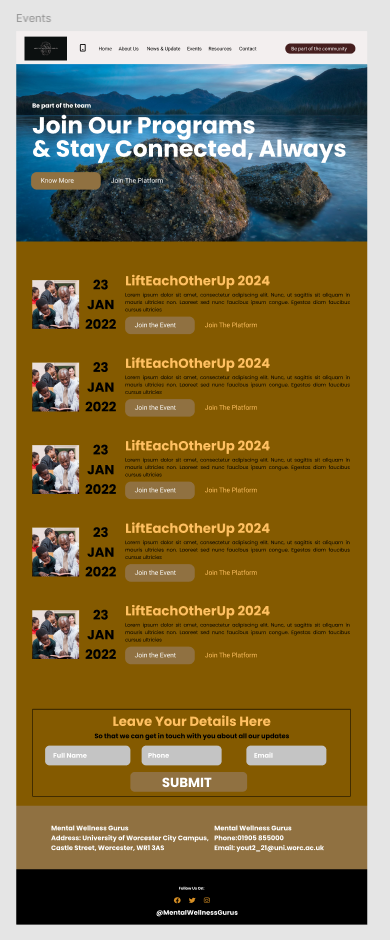 Events
Home About Us News & Update Events Resources Contact Be part of the community
Be part of the team
Join Our Programs
& Stay Connected, Always
Know More Join The Platform
23
JAN
2022
LiftEachOtherUp 2024
Lorem ipsum dolor sit amet, consectetur adipiscing elit. Nunc, ut sagittis sit aliquam in
mauris ultricies non. Laoreet sed nunc faucibus ipsum congue. Egestas diam faucibus
cursus ultricies
Join the Event Join The Platform
23
JAN
2022
LiftEachOtherUp 2024
Lorem ipsum dolor sit amet, consectetur adipiscing elit. Nunc, ut sagittis sit aliquam in
mauris ultricies non. Laoreet sed nunc faucibus ipsum congue. Egestas diam faucibus
cursus ultricies
Join the Event Join The Platform
23
JAN
2022
LiftEachOtherUp 2024
Lorem ipsum dolor sit amet, consectetur adipiscing elit. Nunc, ut sagittis sit aliquam in
mauris ultricies non. Laoreet sed nunc faucibus ipsum congue. Egestas diam faucibus
cursus ultricies
Join the Event Join The Platform
23
JAN
2022
LiftEachOtherUp 2024
Lorem ipsum dolor sit amet, consectetur adipiscing elit. Nunc, ut sagittis sit aliquam in
mauris ultricies non. Laoreet sed nunc faucibus ipsum congue. Egestas diam faucibus
cursus ultricies
Join the Event Join The Platform
23
JAN
2022
LiftEachOtherUp 2024
Lorem ipsum dolor sit amet, consectetur adipiscing elit. Nunc, ut sagittis sit aliquam in
mauris ultricies non. Laoreet sed nunc faucibus ipsum congue. Egestas diam faucibus
cursus ultricies
Join the Event Join The Platform
Leave Your Details Here
So that we can get in touch with you about all our updates
Full Name Phone Email
SUBMIT
Mental Wellness Gurus
Address: University of Worcester City Campus,
Castle Street, Worcester, WR1 3AS
Mental Wellness Gurus
Phone:01905 855000
Email: yout2_21@uni.worc.ac.uk
Follow Us On:
@MentalWellnessGurus